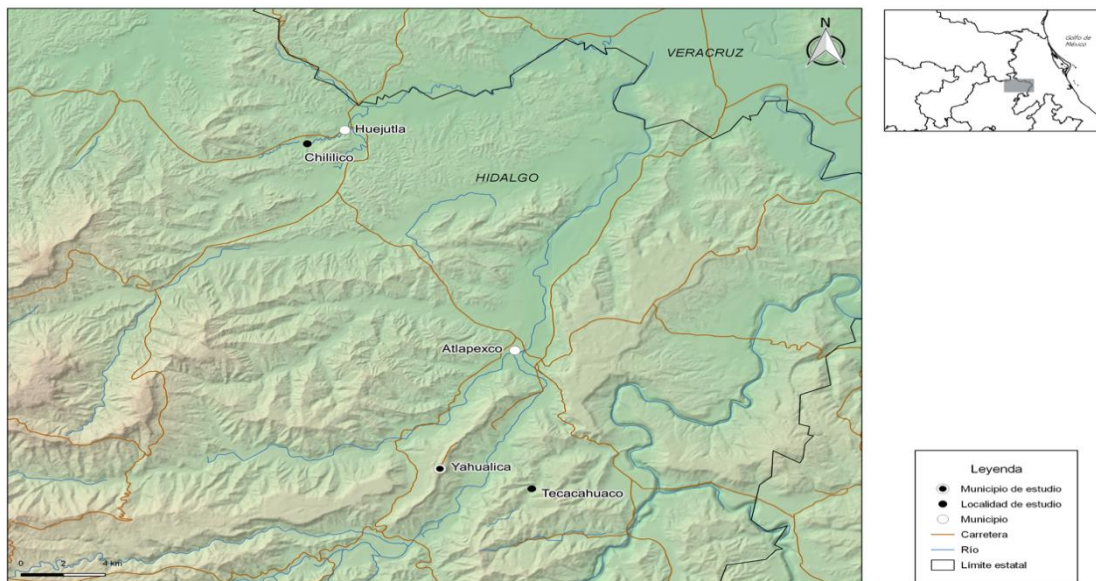 N
VERACRUZ
Huejutla
Chililico
HIDALGO
Atlapexco
Yahualica
Tecacahuaco
0 2 4 km
Golfo de
México
Leyenda
Municipio de estudio
Localidad de estudio
Municipio
Carretera
Río
Límite estatal